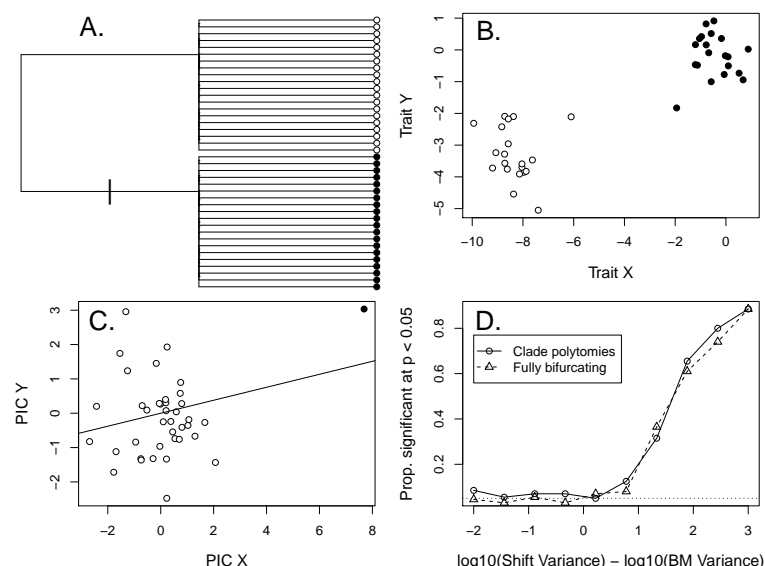 A.
B.
Trait Y
1
0
−1
−2
−3
−4
−5
−10 −8 −6 −4 −2 0
Trait X
C.
PIC Y
3
2
1
0
−1
−2
−2 0 2 4 6 8
PIC X
D.
Clade polytomies
Fully bifurcating
Prop. significant at p < 0.05
0.8
0.6
0.4
0.2
−2 −1 0 1 2 3
log10(Shift Variance) − log10(BM Variance)